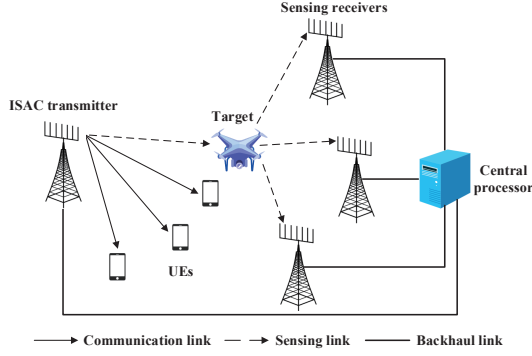 Sensing receivers
ISAC transmitter
Target
Central
processor
UEs
Communication link
Sensing link
Backhaul link